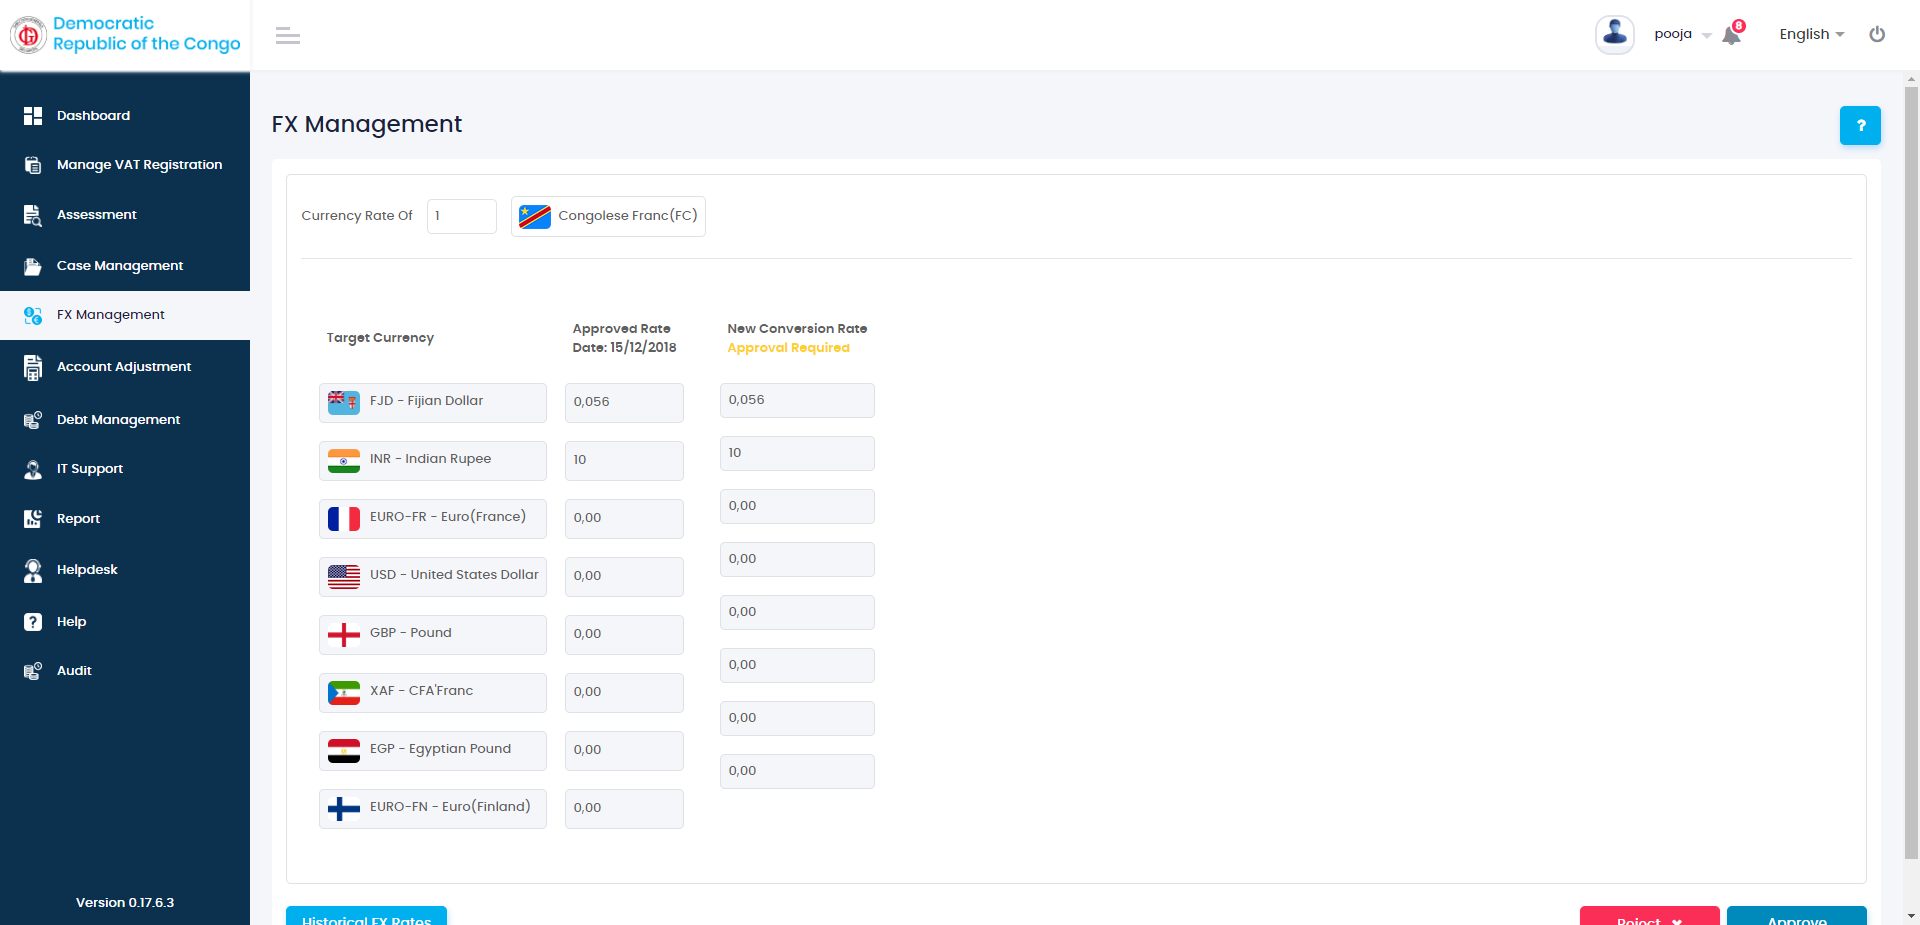 Democratic
Republic of the Congo
pooja
8
English
Dashboard
Manage VAT Registration
Assessment
Case Management
FX Management
Account Adjustment
Debt Management
IT Support
Report
Helpdesk
Help
Audit
Version 0.17.6.3
FX Management
?
Currency Rate Of 1 Congolese Franc(FC)
Target Currency
Approved Rate
Date: 15/12/2018
New Conversion Rate
Approval Required
FJD - Fijian Dollar 0,056 0,056
INR - Indian Rupee 10 10
EURO-FR - Euro(France) 0,00 0,00
USD - United States Dollar 0,00 0,00
GBP - Pound 0,00 0,00
XAF - CFA'Franc 0,00 0,00
EGP - Egyptian Pound 0,00 0,00
EURO-FN - Euro(Finland) 0,00 0,00
Historical FX Rates
Reject
Approve